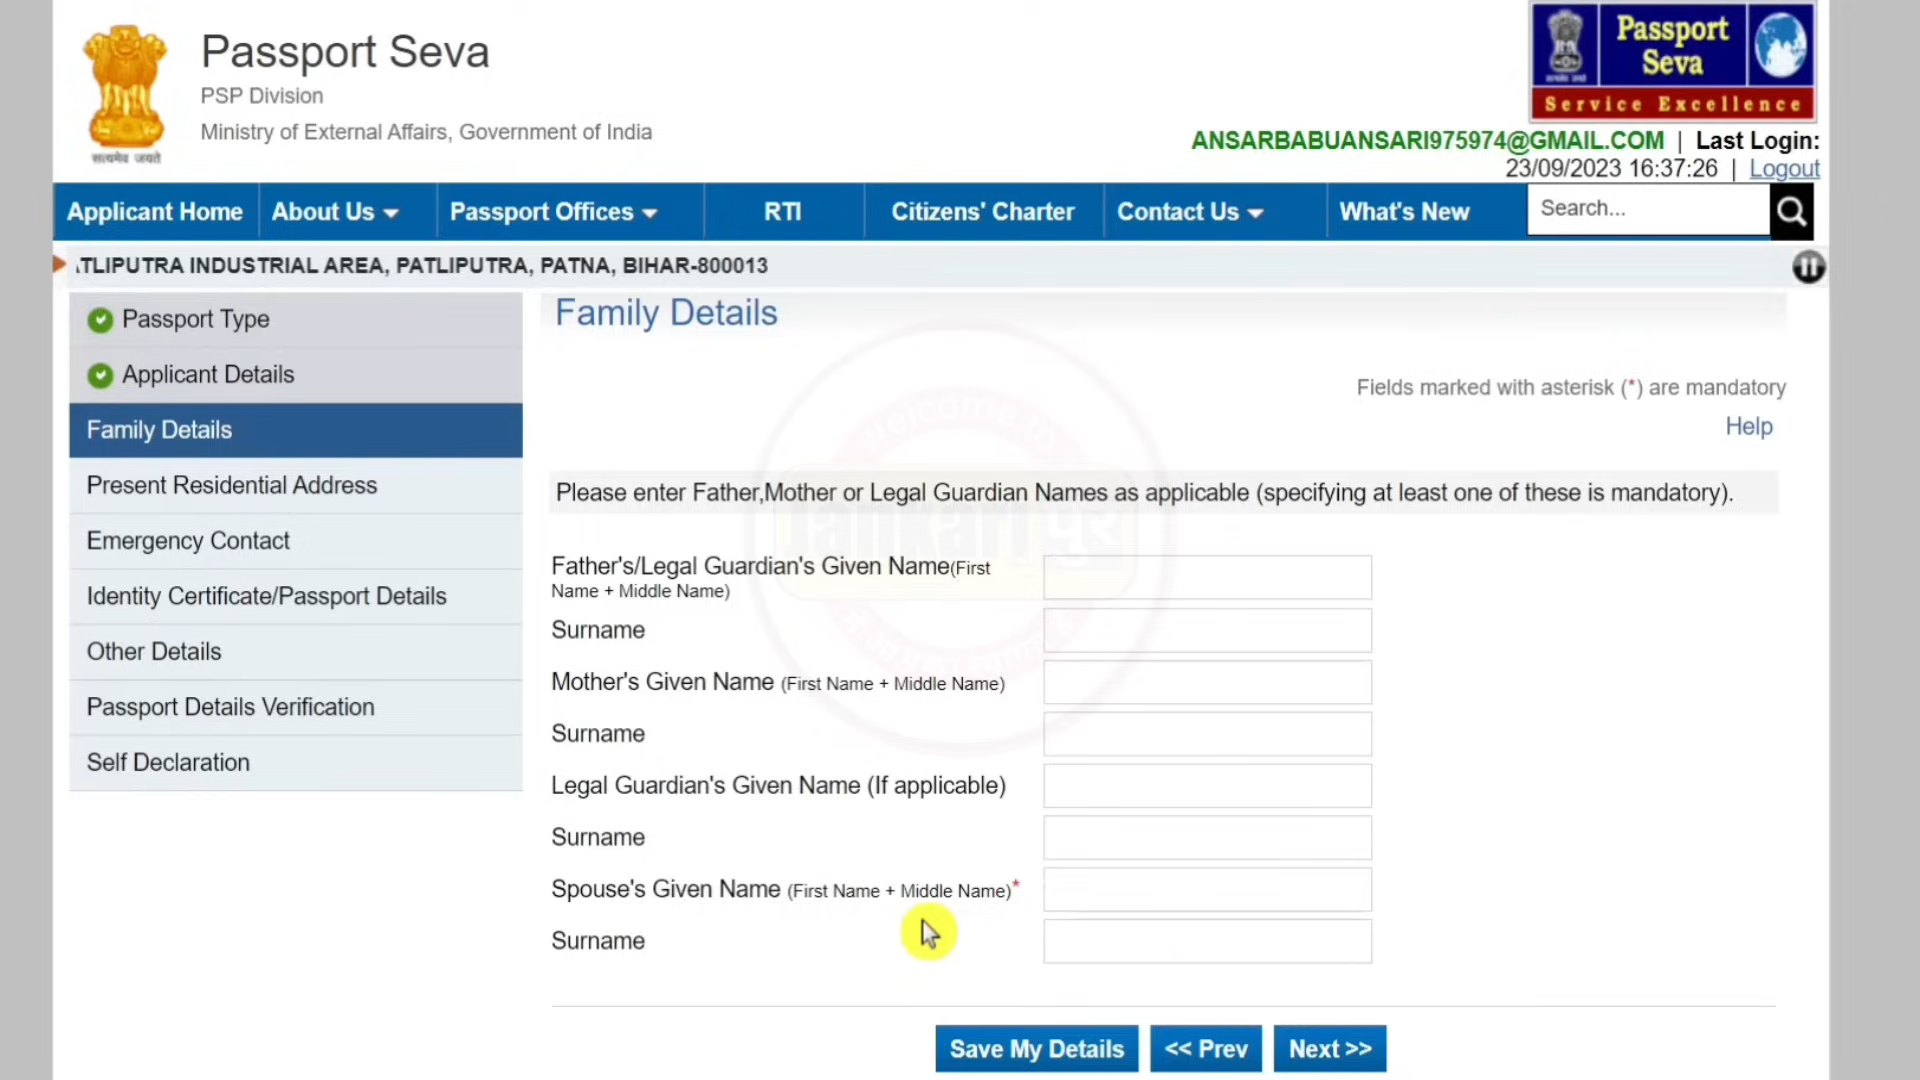 Passport Seva
PSP Division
Ministry of External Affairs, Government of India
सत्यमेव जयते
Passport
Seva
Service Excellence
ANSARBABUANSARI975974@GMAIL.COM | Last Login:
23/09/2023 16:37:26 | Logout
Applicant Home About Us Passport Offices RTI Citizens' Charter Contact Us What's New Search...
TLIPUTRA INDUSTRIAL AREA, PATLIPUTRA, PATNA, BIHAR-800013
Passport Type
Applicant Details
Family Details
Present Residential Address
Emergency Contact
Identity Certificate/Passport Details
Other Details
Passport Details Verification
Self Declaration
Family Details
Fields marked with asterisk (*) are mandatory
Help
Please enter Father,Mother or Legal Guardian Names as applicable (specifying at least one of these is mandatory).
Welcome to
Jankari gr
Father's/Legal Guardian's Given Name(First
Name + Middle Name)
Surname
Mother's Given Name (First Name + Middle Name)
Surname
Legal Guardian's Given Name (If applicable)
Surname
Spouse's Given Name (First Name + Middle Name)*
Surname
Save My Details << Prev Next >>